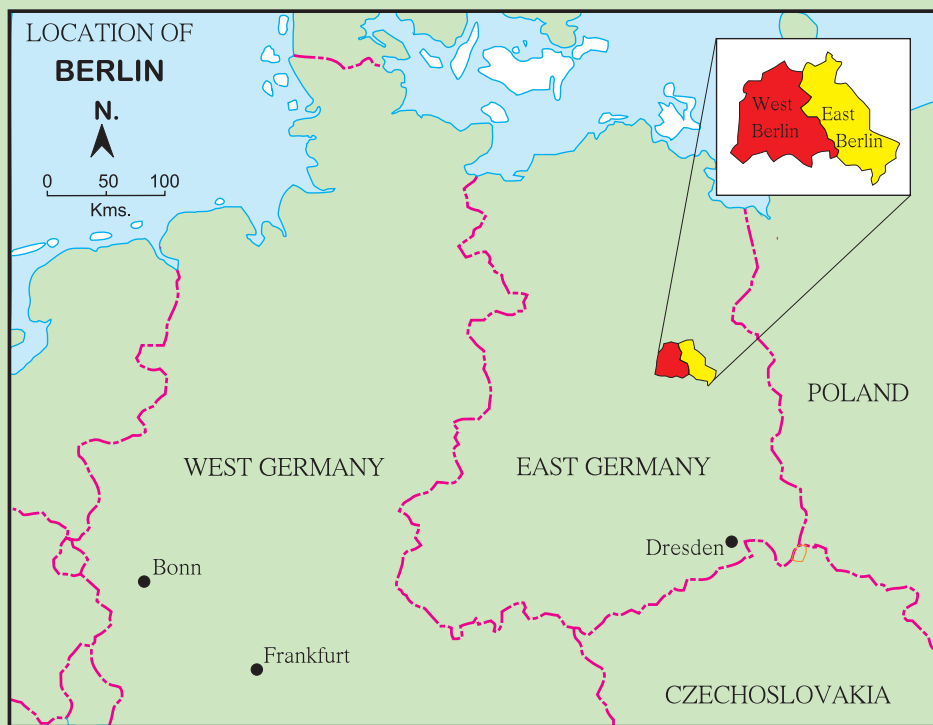 LOCATION OF
BERLIN
N.
0 50 100
Kms.
West
Berlin
East
Berlin
POLAND
WEST GERMANY
EAST GERMANY
Dresden
Bonn
Frankfurt
CZECHOSLOVAKIA